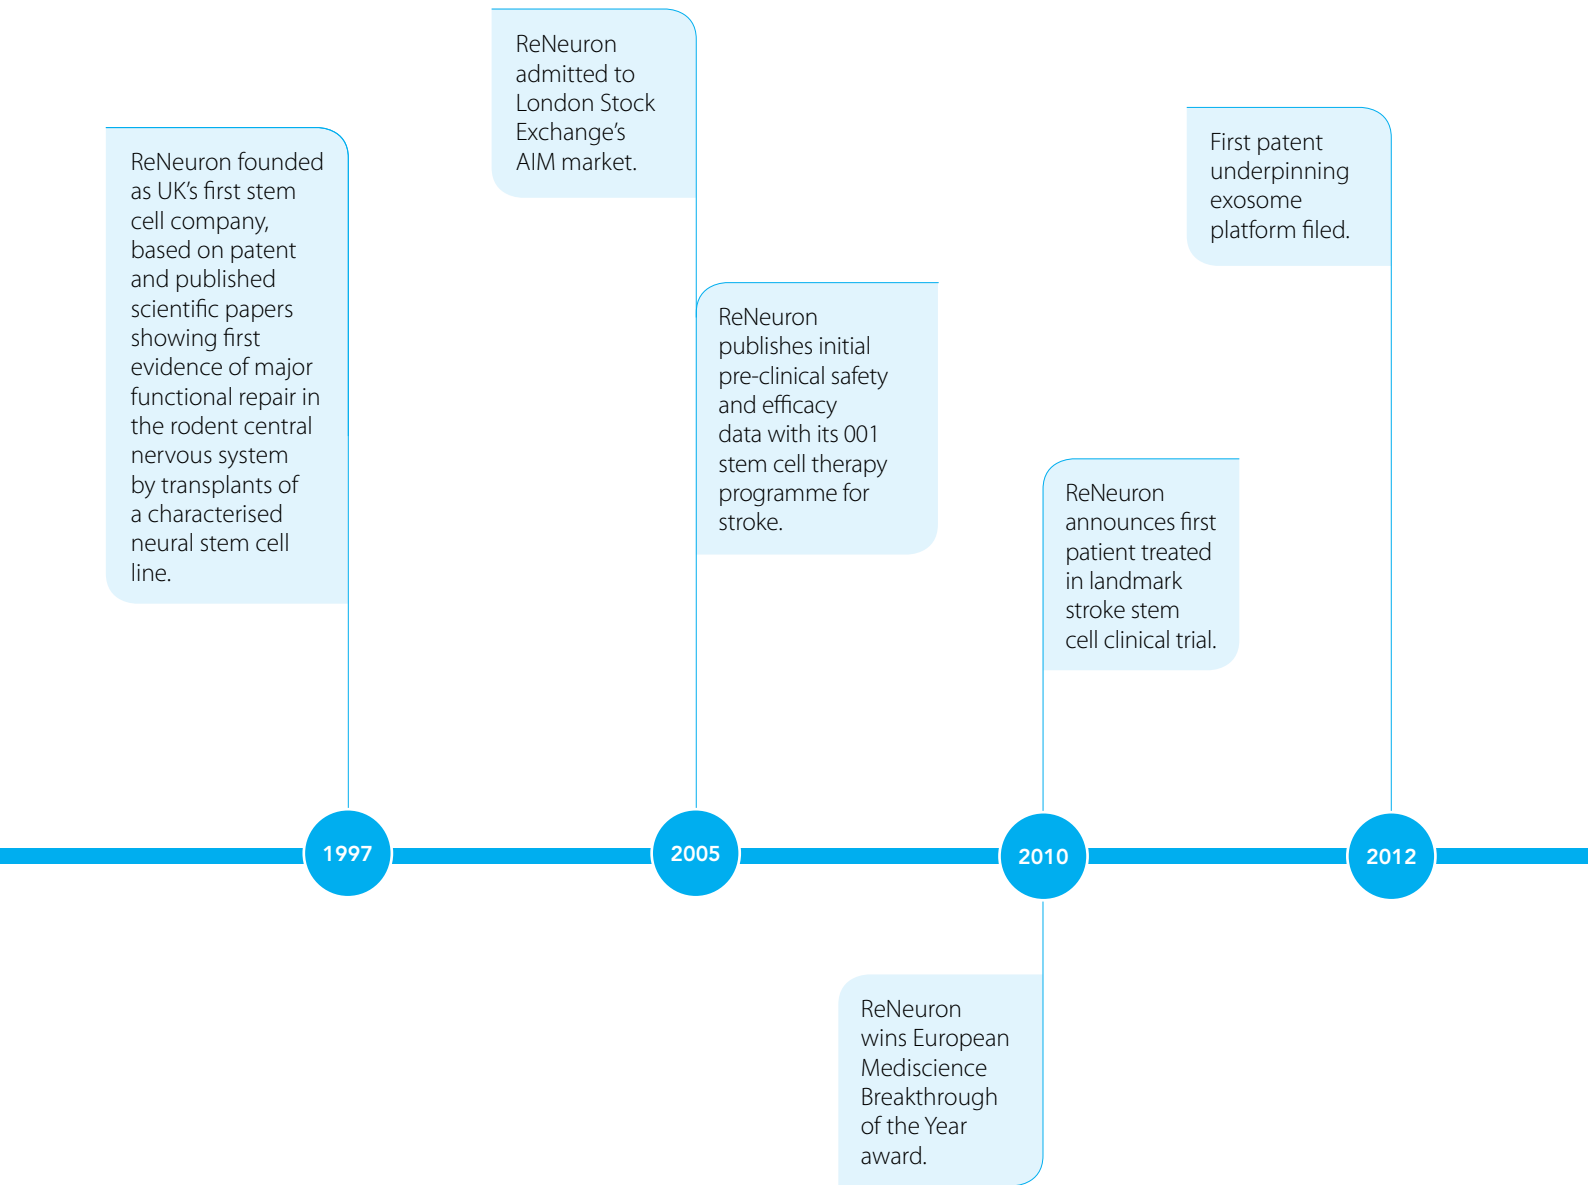 ReNeuron founded
as UK's first stem
cell company,
based on patent
and published
scientific papers
showing first
evidence of major
functional repair in
the rodent central
nervous system
by transplants of
a characterised
neural stem cell
line.
ReNeuron
admitted to
London Stock
Exchange's
AIM market.
ReNeuron
publishes initial
pre-clinical safety
and efficacy
data with its 001
stem cell therapy
programme for
stroke.
ReNeuron
announces first
patient treated
in landmark
stroke stem
cell clinical trial.
First patent
underpinning
exosome
platform filed.
1997
2005
2010
2012
ReNeuron
wins European
Mediscience
Breakthrough
of the Year
award.